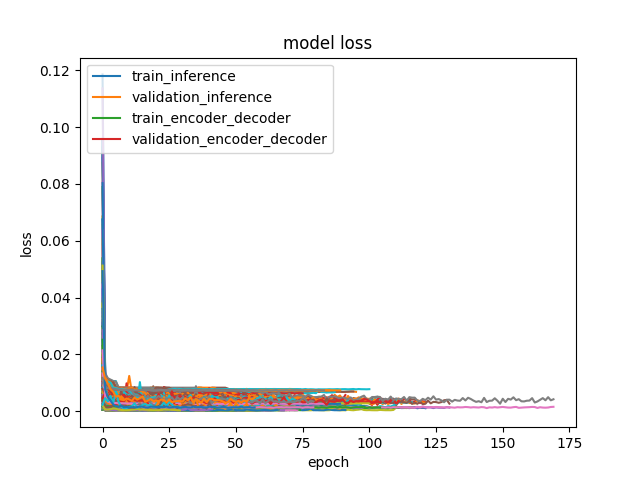 model loss
train_inference
validation_inference
train_encoder_decoder
validation_encoder_decoder
0.12
0.10
0.08
0.06
0.04
0.02
0.00
loss
0 25 50 75 100 125 150 175
epoch